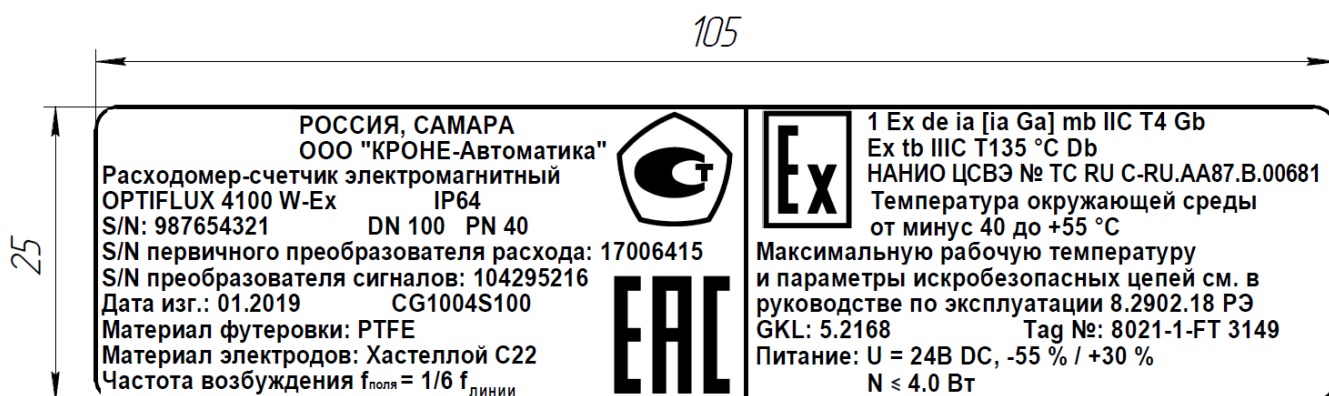 105
25
РОССИЯ, САМАРА
ООО "КРОНЕ-Автоматика"
Расходомер-счетчик электромагнитный
OPTIFLUX 4100 W-Ex IP64
S/N: 987654321 DN 100 PN 40
S/N первичного преобразователя расхода: 17006415
S/N преобразователя сигналов: 104295216
Дата изг.: 01.2019 CG1004S100
Материал футеровки: PTFE
Материал электродов: Хастеллой C22
Частота возбуждения fполя = 1/6 fлинии
Ст
ЕАС
Ex
1 Ex de ia [ia Ga] mb IIC T4 Gb
Ex tb IIIC T135 °C Db
НАНИО ЦСВЭ № ТС RU C-RU.АА87.В.00681
Температура окружающей среды
от минус 40 до +55 °C
Максимальную рабочую температуру
и параметры искробезопасных цепей см. в
руководстве по эксплуатации 8.2902.18 РЭ
GKL: 5.2168 Tag №: 8021-1-FT 3149
Питание: U = 24В DC, -55 % / +30 %
N ≤ 4.0 Вт